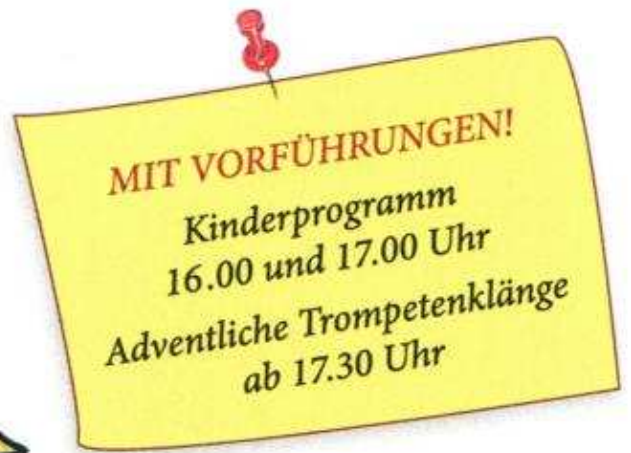 MIT VORFÜHRUNGEN!
Kinderprogramm
16.00 und 17.00 Uhr
Adventliche Trompetenklänge
ab 17.30 Uhr